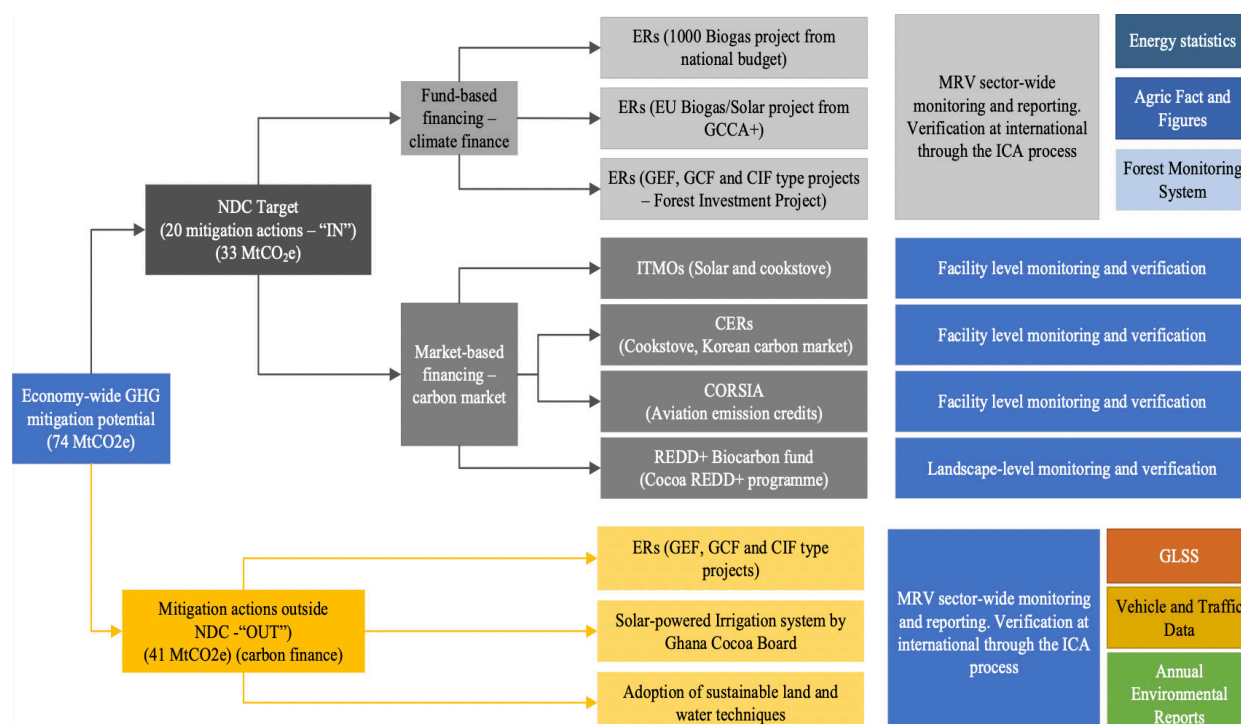 ERs (1000 Biogas project from
national budget)
Energy statistics
Fund-based
financing –
climate finance
ERs (EU Biogas/Solar project from
GCCA+)
MRV sector-wide
monitoring and reporting.
Verification at international
through the ICA process
Agric Fact and
Figures
ERs (GEF, GCF and CIF type projects
– Forest Investment Project)
Forest Monitoring
System
NDC Target
(20 mitigation actions – “IN”)
(33 MtCO₂e)
ITMOs (Solar and cookstove)
Facility level monitoring and verification
Market-based
financing –
carbon market
CERs
(Cookstove, Korean carbon market)
Facility level monitoring and verification
CORSIA
(Aviation emission credits)
Facility level monitoring and verification
REDD+ Biocarbon fund
(Cocoa REDD+ programme)
Landscape-level monitoring and verification
Economy-wide GHG
mitigation potential
(74 MtCO2e)
Mitigation actions outside
NDC -“OUT”)
(41 MtCO2e) (carbon finance)
ERs (GEF, GCF and CIF type
projects)
Solar-powered Irrigation system by
Ghana Cocoa Board
Adoption of sustainable land and
water techniques
MRV sector-wide monitoring
and reporting. Verification at
international through the ICA
process
GLSS
Vehicle and Traffic
Data
Annual
Environmental
Reports